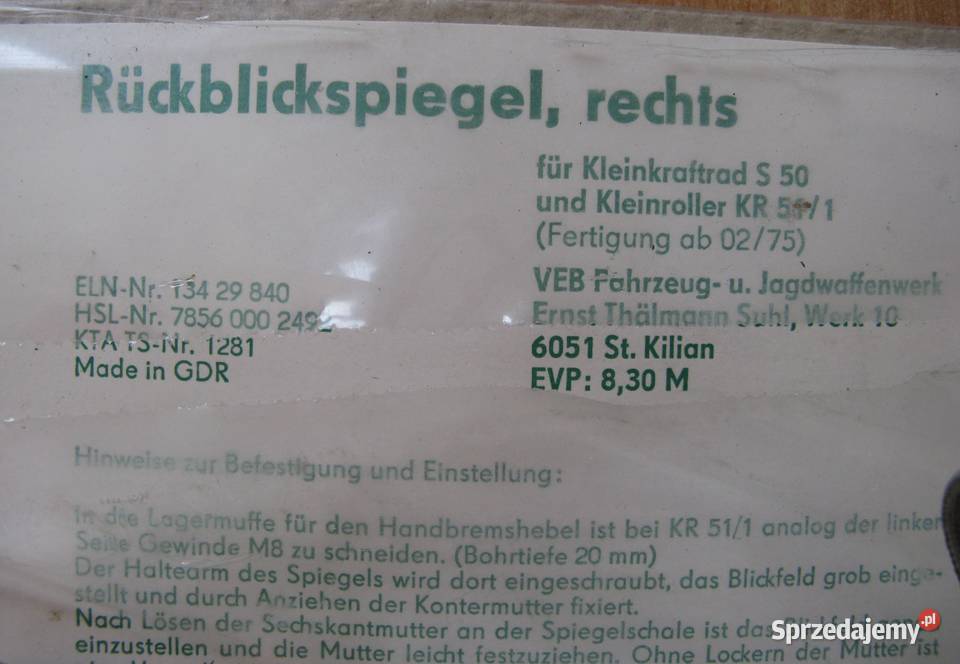 Rückblickspiegel, rechts
für Kleinkraftrad S 50
und Kleinroller KR 51/1
(Fertigung ab 02/75)
ELN-Nr. 134 29 840
HSL-Nr. 7856 000 2492
KTA TS-Nr. 1281
Made in GDR
VEB Fahrzeug- u. Jagdwaffenwerk
Ernst Thälmann Suhl, Werk 10
6051 St. Kilian
EVP: 8,30 M
Hinweise zur Befestigung und Einstellung:
In die Lagermuffe für den Handbremshebel ist bei KR 51/1 analog der linken
Seite Gewinde M8 zu schneiden. (Bohrtiefe 20 mm)
Der Haltearm des Spiegels wird dort eingeschraubt, das Blickfeld grob einge-
stellt und durch Anziehen der Kontermutter fixiert.
Nach Lösen der Sechskantmutter an der Spiegelschale ist das
einzustellen und die Mutter leicht festzuziehen. Ohne Lockern der Mutter ist
Sprzedajemy.pl